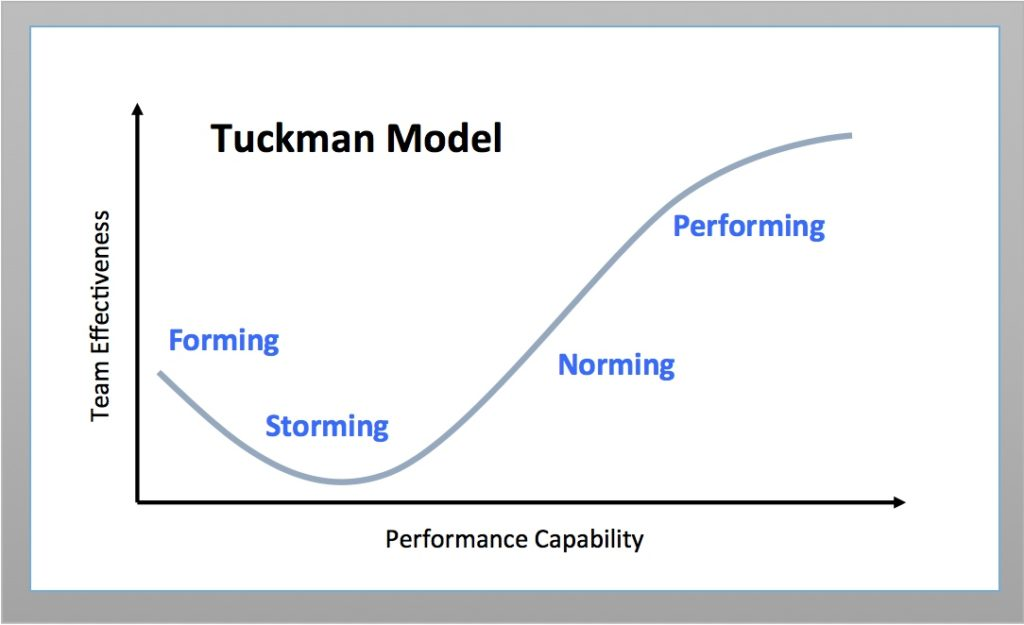 Tuckman Model
Team Effectiveness
Performing
Forming
Norming
Storming
Performance Capability